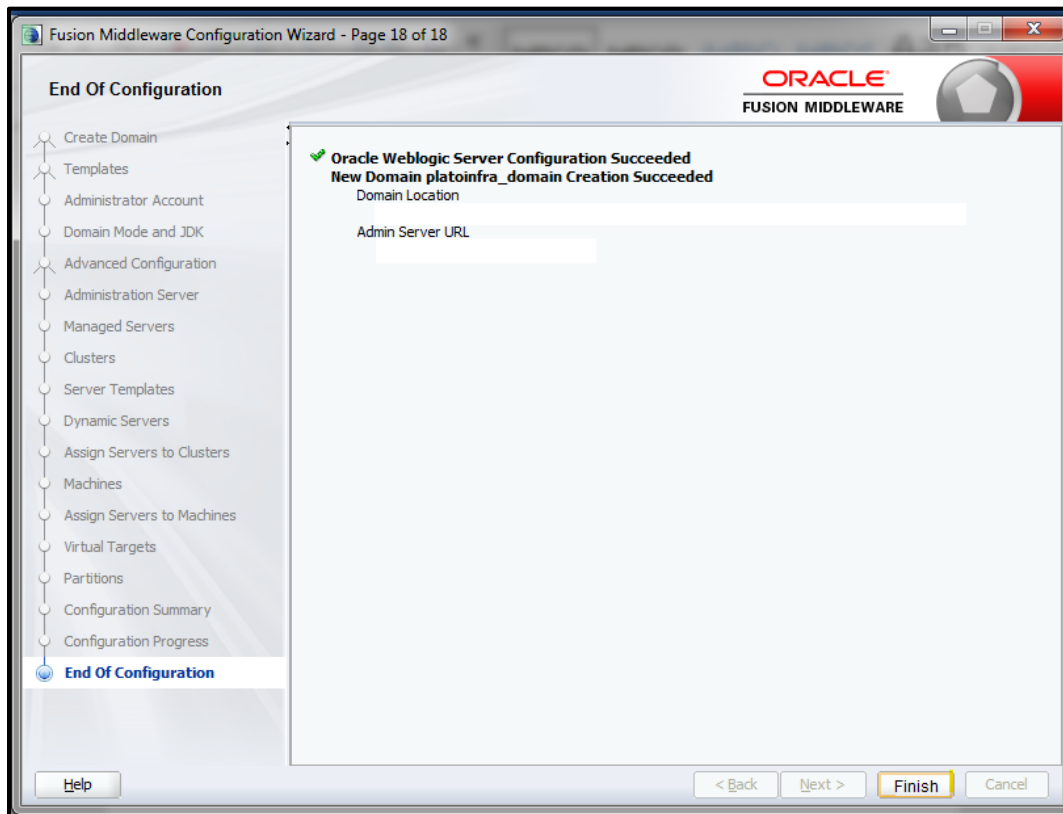 Fusion Middleware Configuration Wizard - Page 18 of 18
End Of Configuration
ORACLE
FUSION MIDDLEWARE
Create Domain
Templates
Administrator Account
Domain Mode and JDK
Advanced Configuration
Administration Server
Managed Servers
Clusters
Server Templates
Dynamic Servers
Assign Servers to Clusters
Machines
Assign Servers to Machines
Virtual Targets
Partitions
Configuration Summary
Configuration Progress
End Of Configuration
Oracle Weblogic Server Configuration Succeeded
New Domain platoinfra_domain Creation Succeeded
Domain Location
Admin Server URL
Help
< Back
Next >
Finish
Cancel